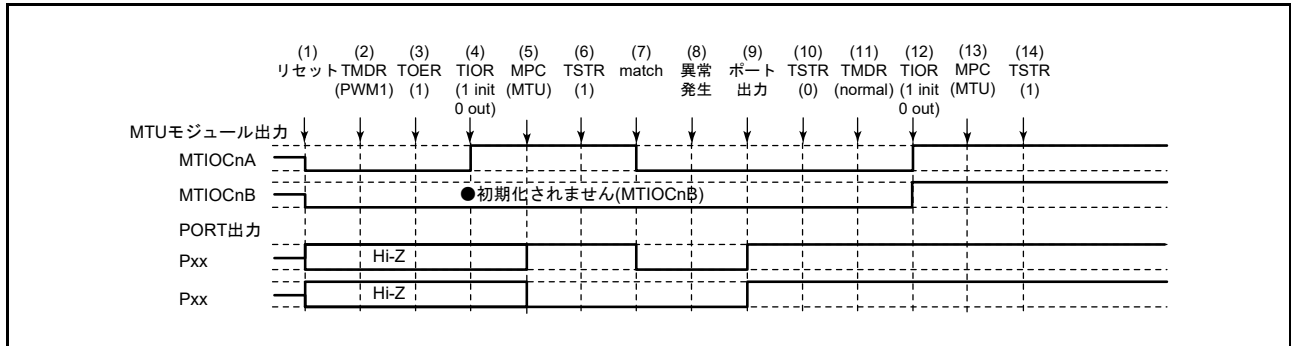 (1) (2) (3) (4) (5) (6) (7) (8) (9) (10) (11) (12) (13) (14)
リセット TMDR TOER TIOR MPC TSTR match 異常 ポート TSTR TMDR TIOR MPC TSTR
(PWM1) (1) (1 init (MTU) (1) 発生 出力 (0) (normal) (1 init (MTU) (1)
0 out) 0 out)
MTUモジュール出力
MTIOCnA
MTIOCnB ●初期化されません(MTIOCnB)
PORT出力
Pxx Hi-Z
Pxx Hi-Z